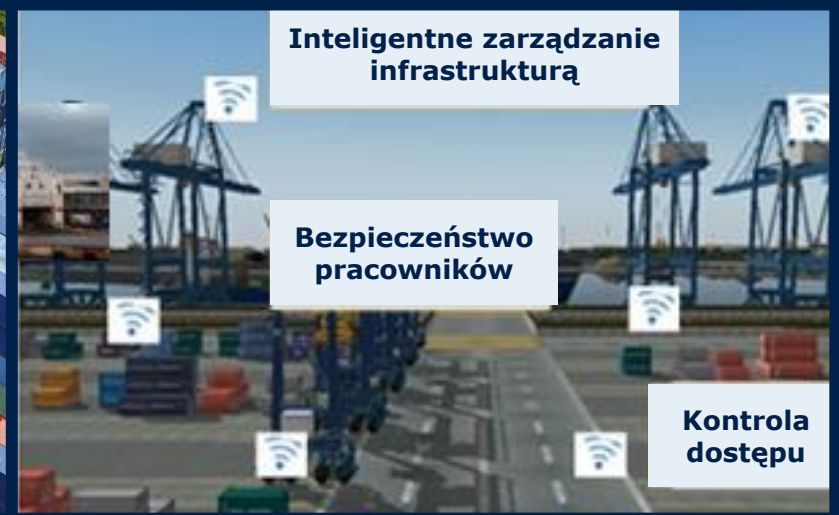 Inteligentne zarządzanie
infrastrukturą
Bezpieczeństwo
pracowników
Kontrola
dostępu